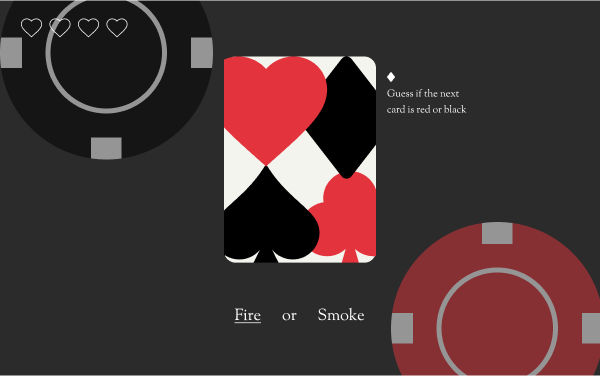 Guess if the next
card is red or black
Fire or Smoke